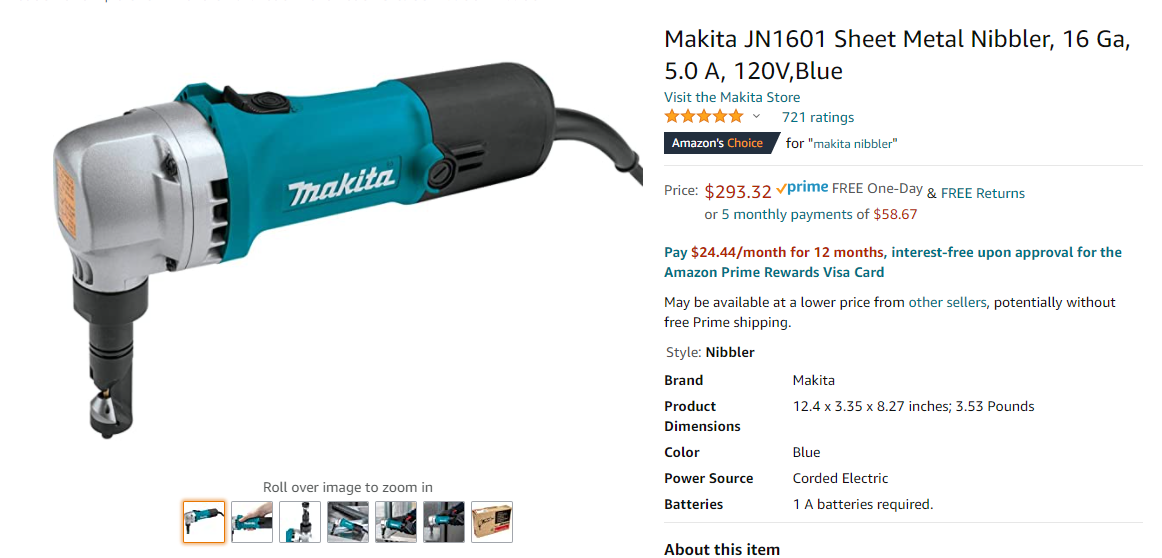 Makita JN1601 Sheet Metal Nibbler, 16 Ga,
5.0 A, 120V,Blue
Visit the Makita Store
721 ratings
Amazon's Choice for "makita nibbler"
Price: $293.32 prime FREE One-Day & FREE Returns
or 5 monthly payments of $58.67
Pay $24.44/month for 12 months, interest-free upon approval for the
Amazon Prime Rewards Visa Card
May be available at a lower price from other sellers, potentially without
free Prime shipping.
Style: Nibbler
Brand Makita
Product Dimensions 12.4 x 3.35 x 8.27 inches; 3.53 Pounds
Color Blue
Power Source Corded Electric
Batteries 1 A batteries required.
About this item
makita
Roll over image to zoom in